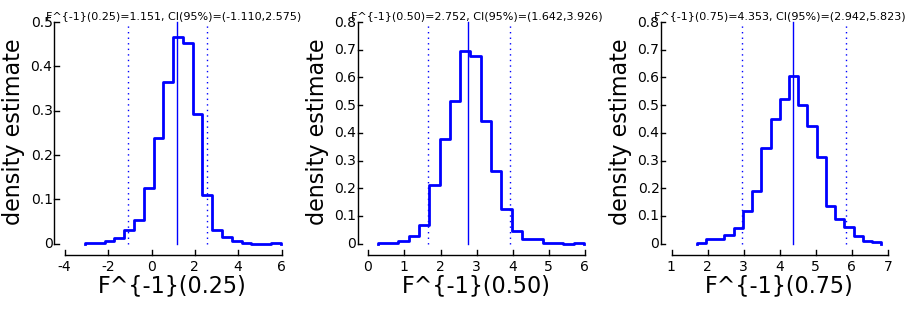 F^{-1}(0.25)=1.151, CI(95%)=(-1.110,2.575)
0.5
0.4
0.3
0.2
0.1
0
density estimate
-4 -2 0 2 4 6
F^{-1}(0.25)
F^{-1}(0.50)=2.752, CI(95%)=(1.642,3.926)
0.8
0.7
0.6
0.5
0.4
0.3
0.2
0.1
0
density estimate
0 1 2 3 4 5 6
F^{-1}(0.50)
F^{-1}(0.75)=4.353, CI(95%)=(2.942,5.823)
0.8
0.7
0.6
0.5
0.4
0.3
0.2
0.1
0
density estimate
1 2 3 4 5 6 7
F^{-1}(0.75)